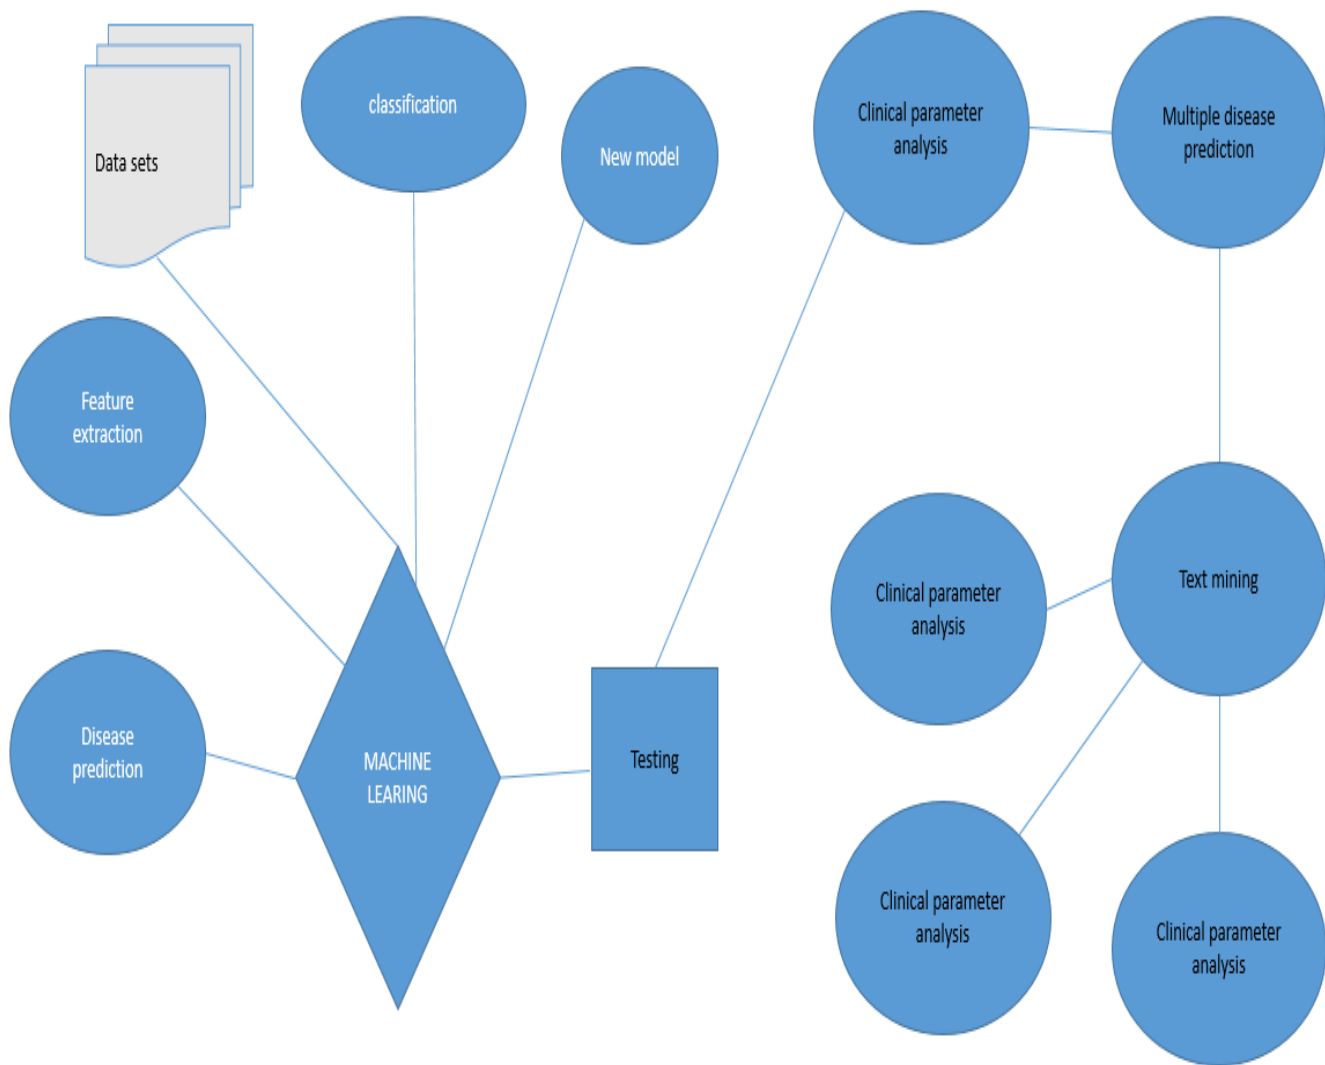 Data sets
classification
New model
Clinical parameter
analysis
Multiple disease
prediction
Feature
extraction
Clinical parameter
analysis
Text mining
Disease
prediction
MACHINE
LEARING
Testing
Clinical parameter
analysis
Clinical parameter
analysis